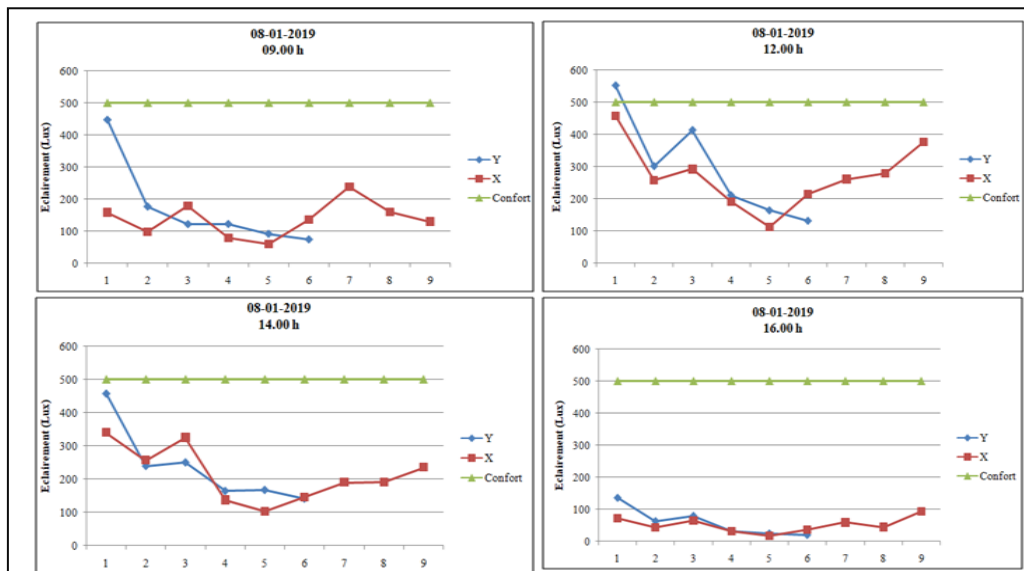 08-01-2019
09.00 h
Eclairement (Lux)
600
500
400
300
200
100
0
1 2 3 4 5 6 7 8 9
Y
X
Confort
08-01-2019
12.00 h
Eclairement (Lux)
600
500
400
300
200
100
0
1 2 3 4 5 6 7 8 9
Y
X
Confort
08-01-2019
14.00 h
Eclairement (Lux)
600
500
400
300
200
100
0
1 2 3 4 5 6 7 8 9
Y
X
Confort
08-01-2019
16.00 h
Eclairement (Lux)
600
500
400
300
200
100
0
1 2 3 4 5 6 7 8 9
Y
X
Confort